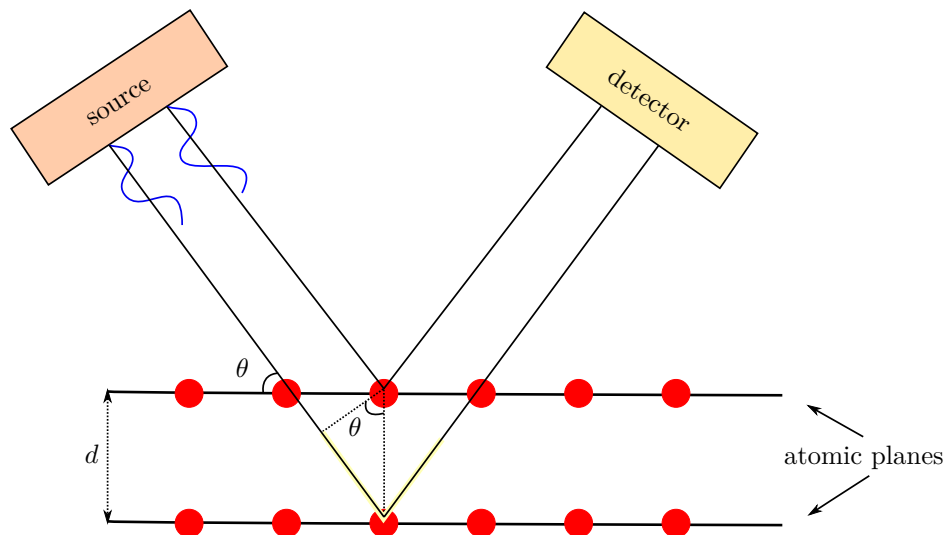 source
detector
θ
θ
d
atomic planes